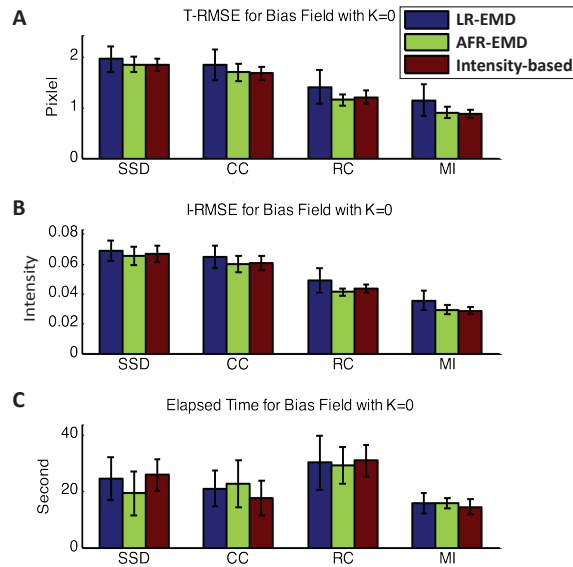 A
T-RMSE for Bias Field with K=0
LR-EMD
AFR-EMD
Intensity-based
Pixlel
2
1
0
SSD CC RC MI
B
I-RMSE for Bias Field with K=0
Intensity
0.08
0.06
0.04
0.02
0
SSD CC RC MI
C
Elapsed Time for Bias Field with K=0
Second
40
20
0
SSD CC RC MI